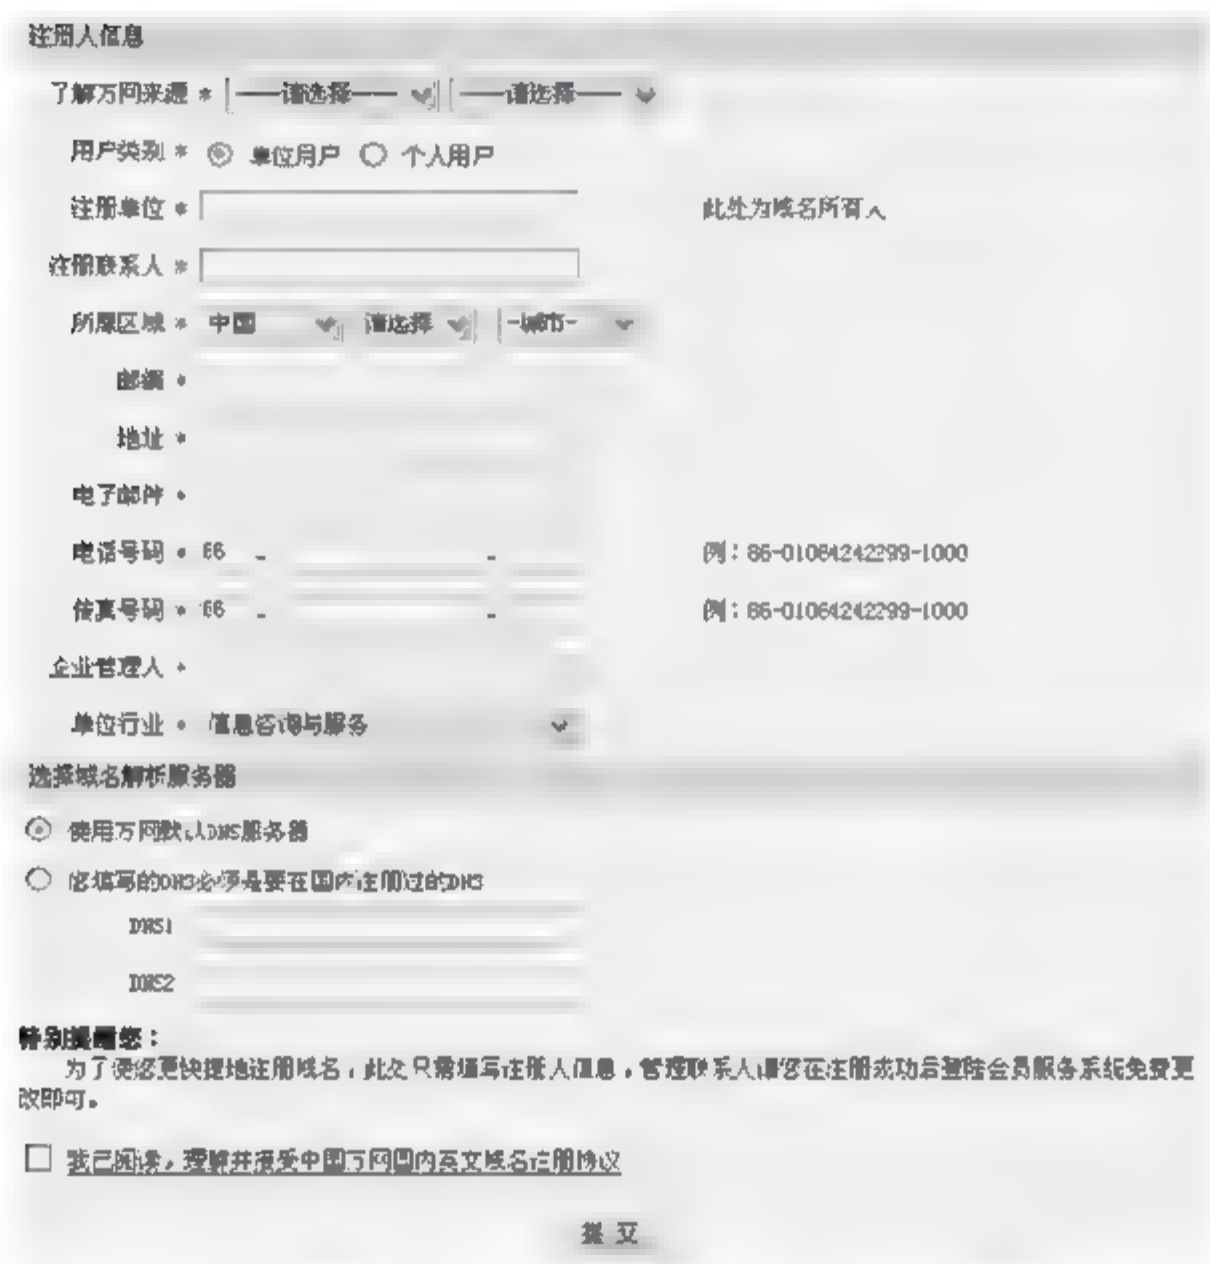 注册人信息
了解万网来源 * ——请选择—— ——请选择——
用户类别 * 单位用户 个人用户
注册单位 * 此处为域名所有人
注册联系人 *
所属区域 * 中国 请选择 -城市-
邮编 *
地址 *
电子邮件 *
电话号码 * 86 - - 例：86-01064242299-1000
传真号码 * 86 - - 例：86-01064242299-1000
企业管理人 *
单位行业 * 信息咨询与服务
选择域名解析服务器
使用万网默认DNS服务器
您填写的DNS必须是要在国内注册过的DNS
DNS1
DNS2
特别提醒您：
为了使您更快捷地注册域名，此处只需填写注册人信息，管理联系人请您在注册成功后登陆会员服务系统免费更
改即可。
我已阅读，理解并接受中国万网国内英文域名注册协议
提 交